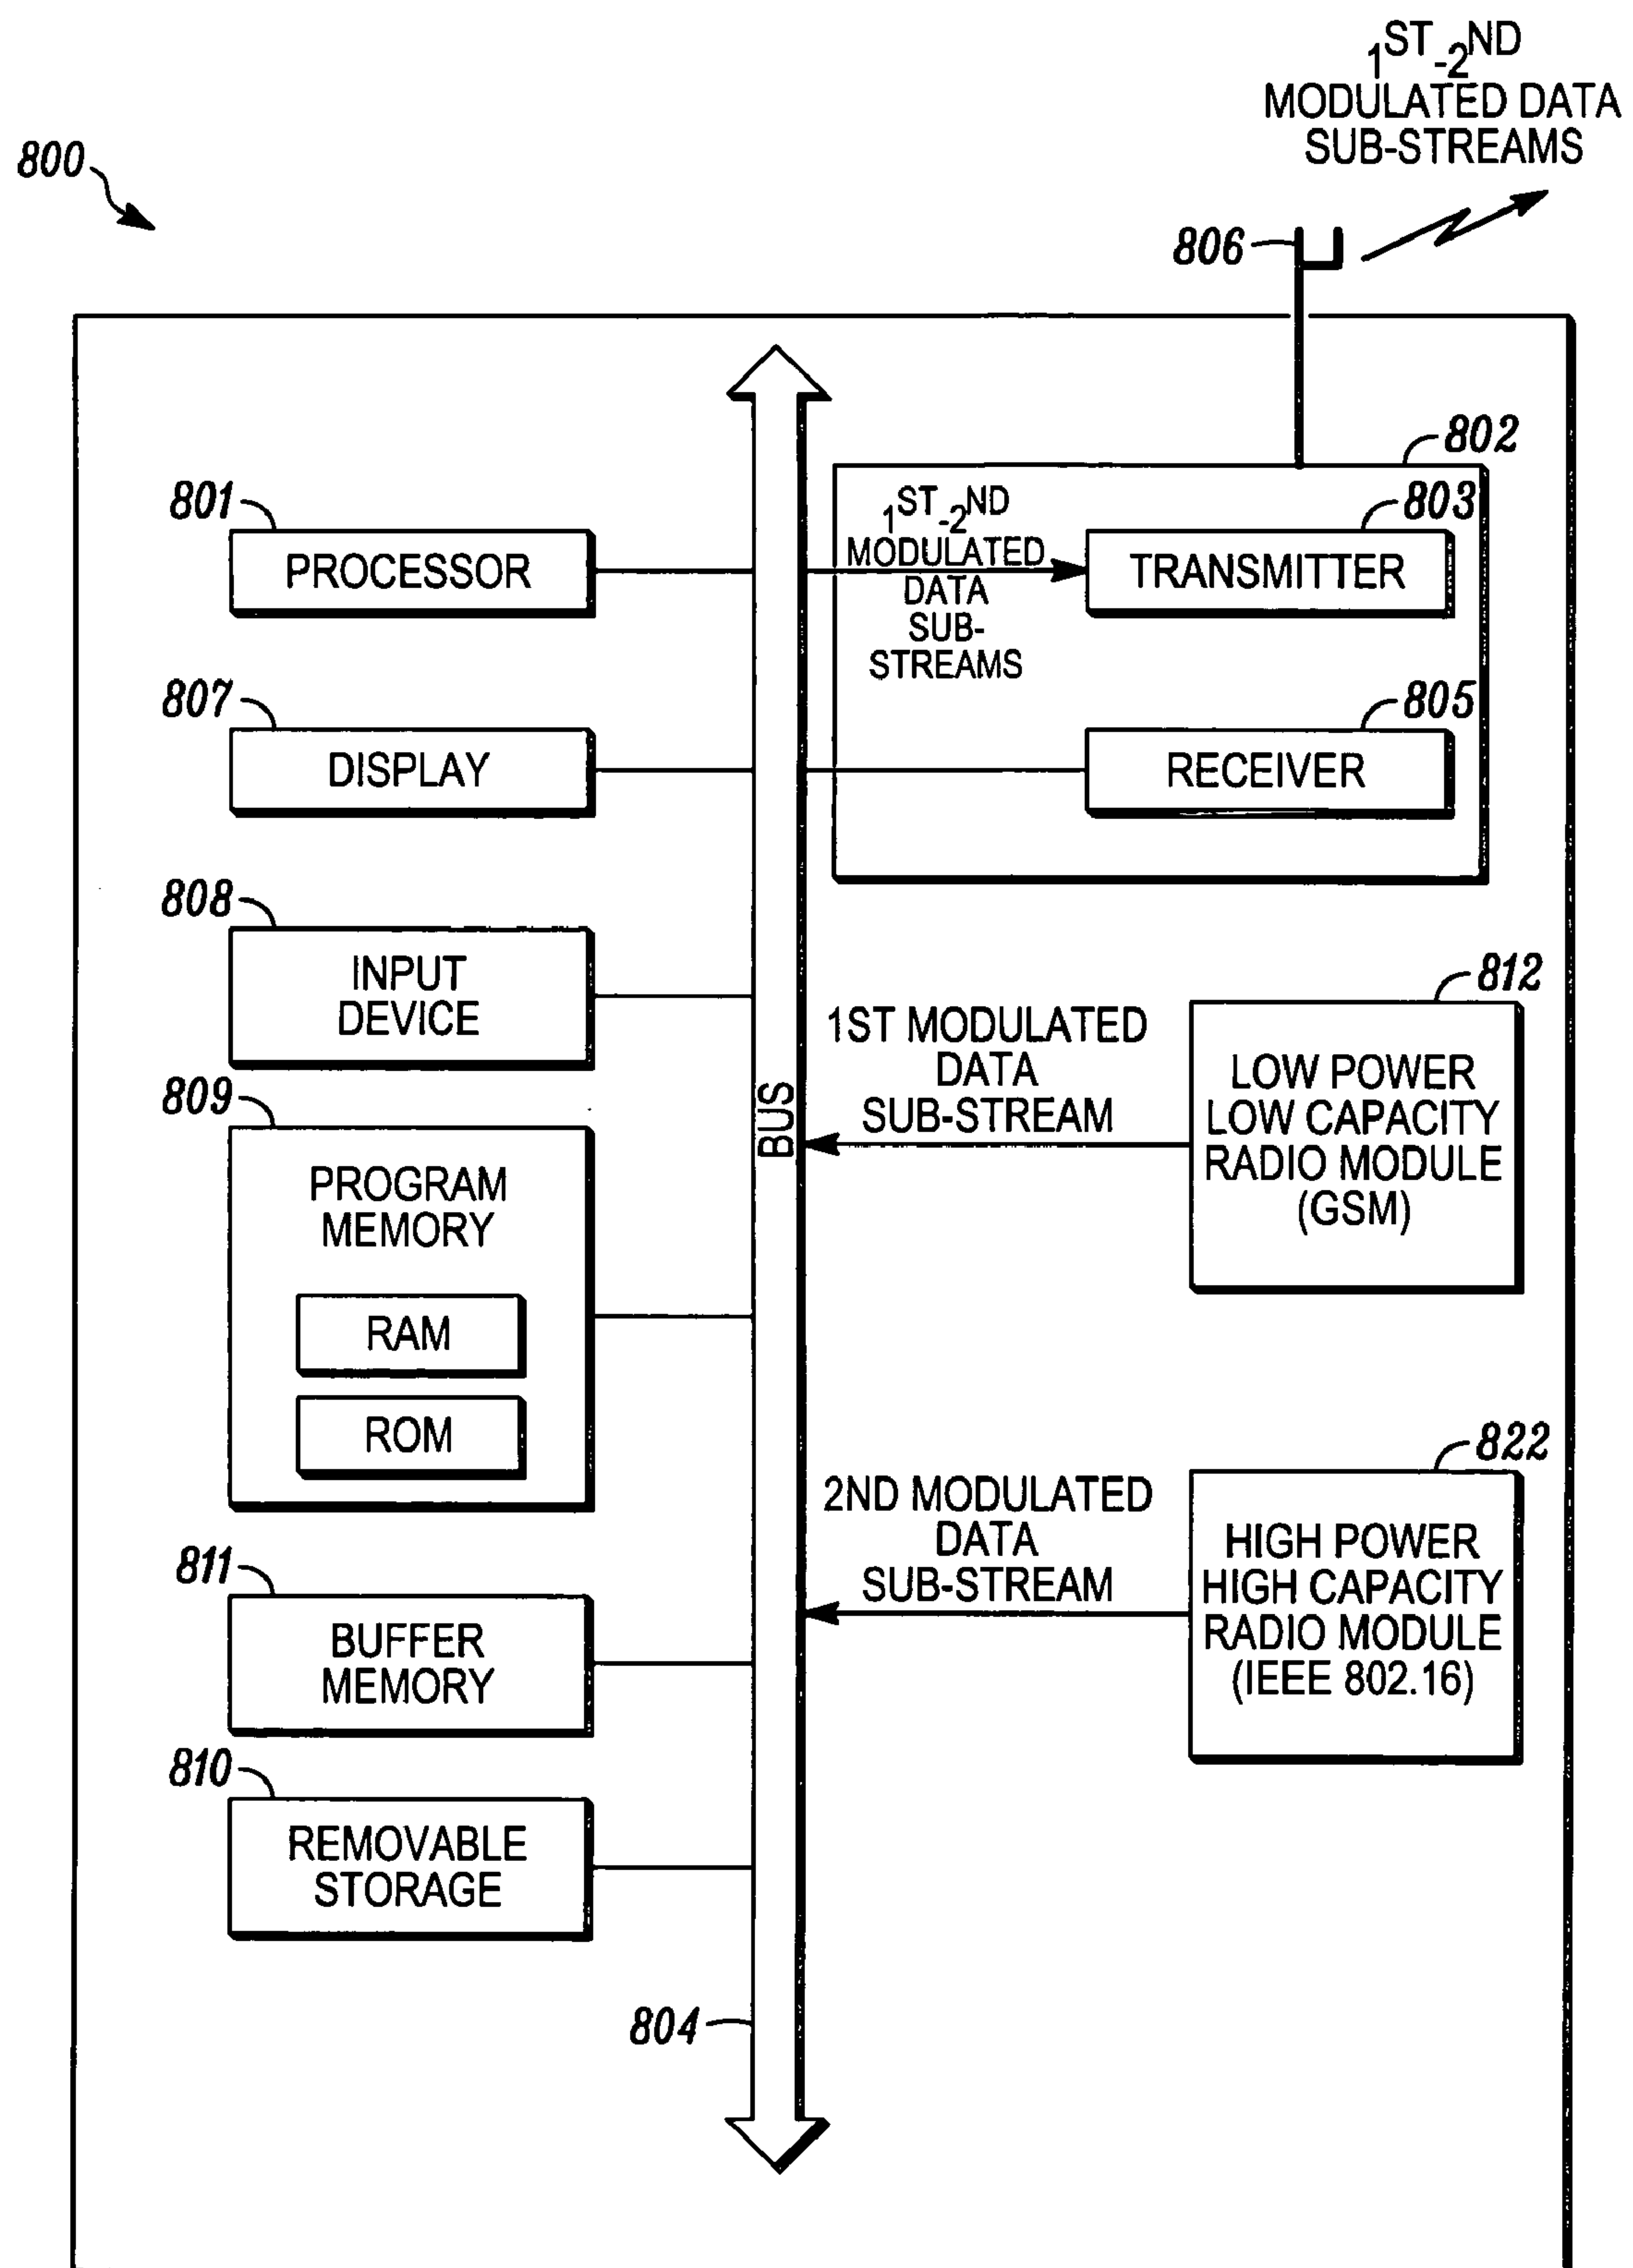 1ST-2ND
MODULATED DATA
SUB-STREAMS
800
806
802
801
1ST-2ND
MODULATED
DATA
SUB-
STREAMS
803
PROCESSOR
TRANSMITTER
807
805
DISPLAY
RECEIVER
808
INPUT
DEVICE
812
1ST MODULATED
DATA
SUB-STREAM
LOW POWER
LOW CAPACITY
RADIO MODULE
(GSM)
809
BUS
PROGRAM
MEMORY
RAM
ROM
822
2ND MODULATED
DATA
SUB-STREAM
HIGH POWER
HIGH CAPACITY
RADIO MODULE
(IEEE 802.16)
811
BUFFER
MEMORY
810
REMOVABLE
STORAGE
804